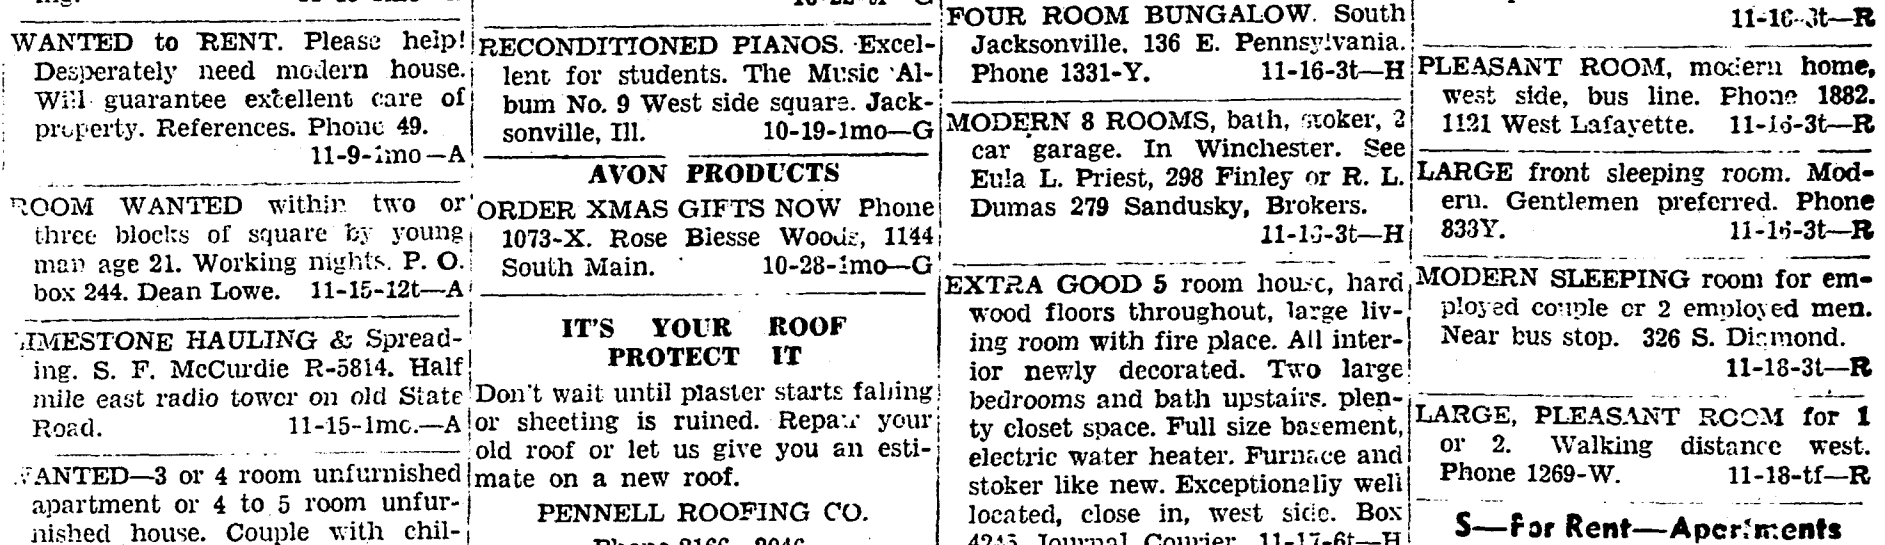 WANTED to RENT. Please help!
Desperately need modern house.
Will guarantee excellent care of
property. References. Phone 49.
11-9-1mo—A
ROOM WANTED within two or
three blocks of square by young
man age 21. Working nights. P. O.
box 244. Dean Lowe. 11-15-12t—A
LIMESTONE HAULING & Spread-
ing. S. F. McCurdie R-5814. Half
mile east radio tower on old State
Road. 11-15-1mo.—A
WANTED—3 or 4 room unfurnished
apartment or 4 to 5 room unfur-
nished house. Couple with chil-
RECONDITIONED PIANOS. Excel-
lent for students. The Music Al-
bum No. 9 West side square. Jack-
sonville, Ill. 10-19-1mo—G
AVON PRODUCTS
ORDER XMAS GIFTS NOW Phone
1073-X. Rose Biesse Woods, 1144
South Main. 10-28-1mo—G
IT'S YOUR ROOF
PROTECT IT
Don't wait until plaster starts falling
or sheeting is ruined. Repair your
old roof or let us give you an esti-
mate on a new roof.
PENNELL ROOFING CO.
FOUR ROOM BUNGALOW. South
Jacksonville. 136 E. Pennsylvania.
Phone 1331-Y. 11-16-3t—H
MODERN 8 ROOMS, bath, stoker, 2
car garage. In Winchester. See
Eula L. Priest, 298 Finley or R. L.
Dumas 279 Sandusky, Brokers.
11-16-3t—H
EXTRA GOOD 5 room house, hard
wood floors throughout, large liv-
ing room with fire place. All inter-
ior newly decorated. Two large
bedrooms and bath upstairs. plen-
ty closet space. Full size basement,
electric water heater. Furnace and
stoker like new. Exceptionally well
located, close in, west side. Box
Journal Courier. 11-17-6t—H
11-16-3t—R
PLEASANT ROOM, modern home,
west side, bus line. Phone 1882.
1121 West Lafayette. 11-16-3t—R
LARGE front sleeping room. Mod-
ern. Gentlemen preferred. Phone
833Y. 11-16-3t—R
MODERN SLEEPING room for em-
ployed couple or 2 employed men.
Near bus stop. 326 S. Diamond.
11-18-3t—R
LARGE, PLEASANT ROOM for 1
or 2. Walking distance west.
Phone 1269-W. 11-18-tf—R
S—For Rent—Apartments